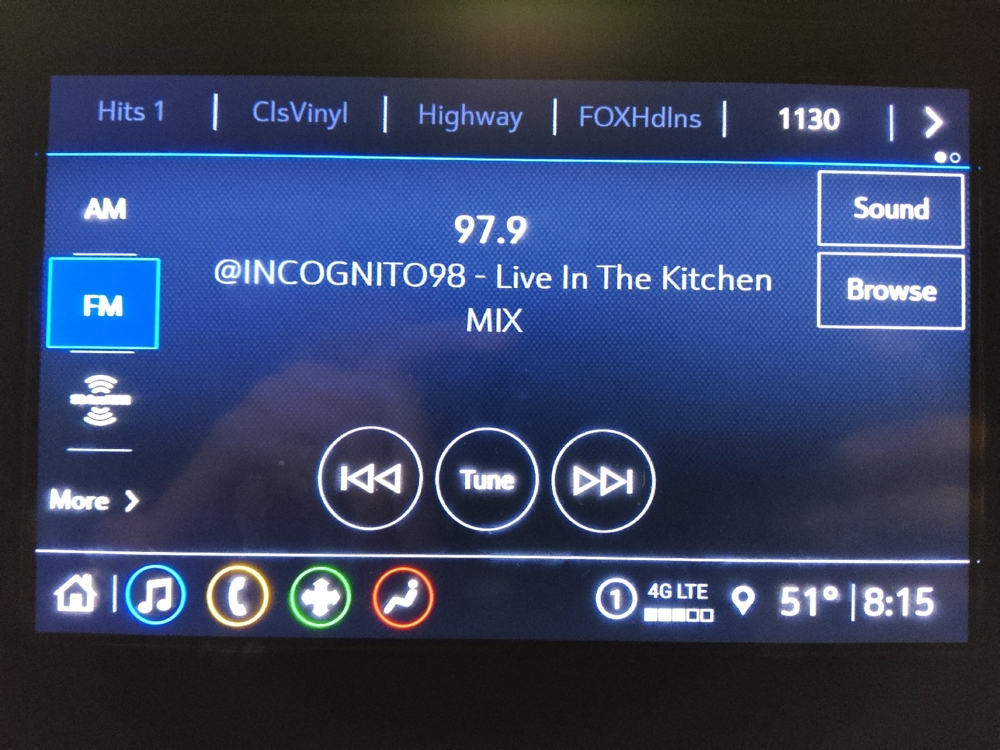 Hits 1 | ClsVinyl | Highway | FOXHdlns | 1130 |
AM
FM
More
97.9
@INCOGNITO98 - Live In The Kitchen
MIX
Sound
Browse
Tune
1 4G LTE 51° | 8:15